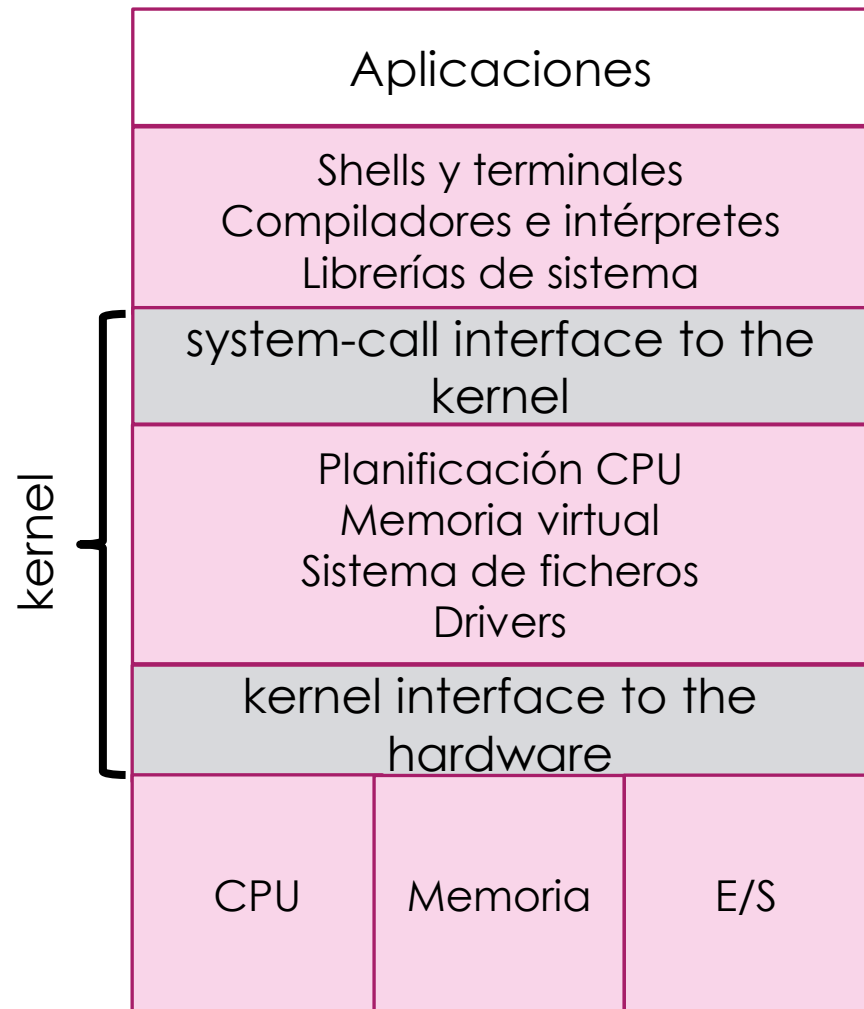 Aplicaciones
Shells y terminales
Compiladores e intérpretes
Librerías de sistema
system-call interface to the
kernel
kernel
Planificación CPU
Memoria virtual
Sistema de ficheros
Drivers
kernel interface to the
hardware
CPU
Memoria
E/S